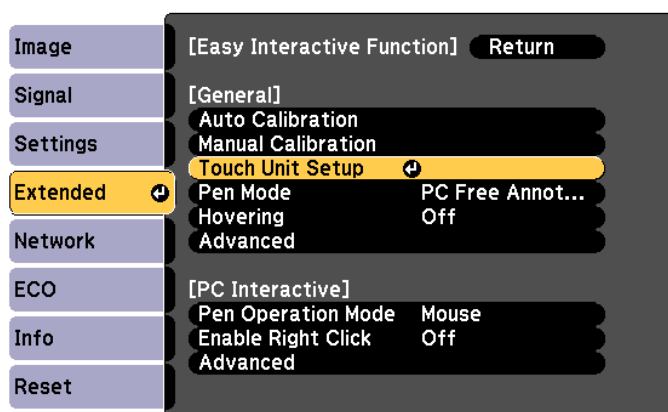 Image
Signal
Settings
Extended
Network
ECO
Info
Reset
[Easy Interactive Function] Return
[General]
Auto Calibration
Manual Calibration
Touch Unit Setup
Pen Mode PC Free Annot...
Hovering Off
Advanced
[PC Interactive]
Pen Operation Mode Mouse
Enable Right Click Off
Advanced